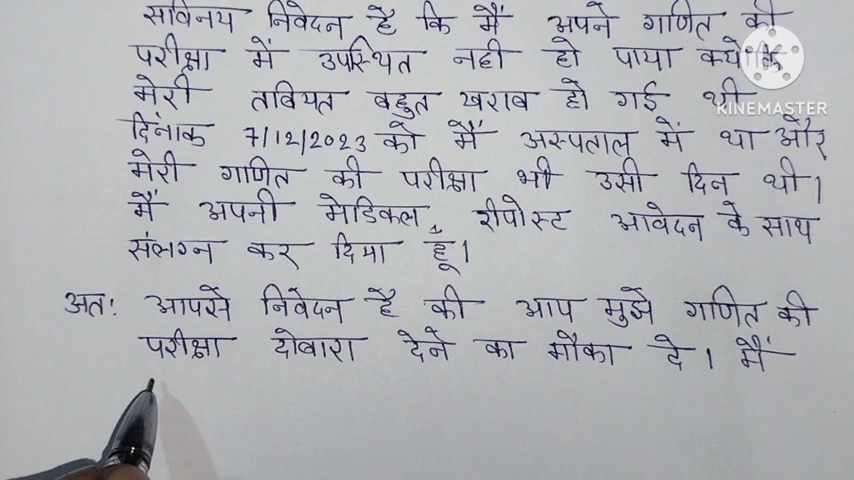 सविनय निवेदन है कि मैं अपने गणित की
परीक्षा में उपस्थित नही हो पाया क्योकि
मेरी तबियत बहुत खराब हो गई थी
दिंनाक 7/12/2023 को मैं अस्पताल में था और
मेरी गणित की परीक्षा भी उसी दिन थी।
मैं अपनी मेडिकल रीपोस्ट आवेदन के साथ
संलग्न कर दिया हूँ।
अतः आपसे निवेदन है की आप मुझे गणित की
परीक्षा दोबारा देने का मौका दे। मैं
KINEMASTER